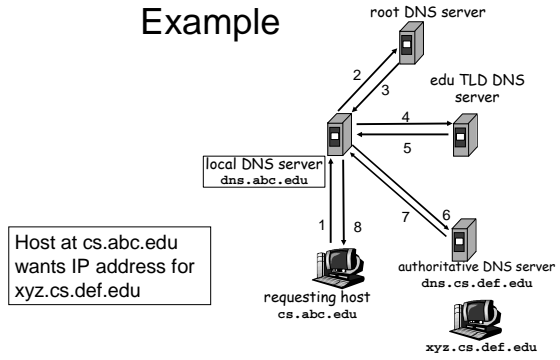 Example
root DNS server
2
3
edu TLD DNS
server
4
5
local DNS server
dns.abc.edu
1
8
7
6
Host at cs.abc.edu
wants IP address for
xyz.cs.def.edu
requesting host
cs.abc.edu
authoritative DNS server
dns.cs.def.edu
xyz.cs.def.edu